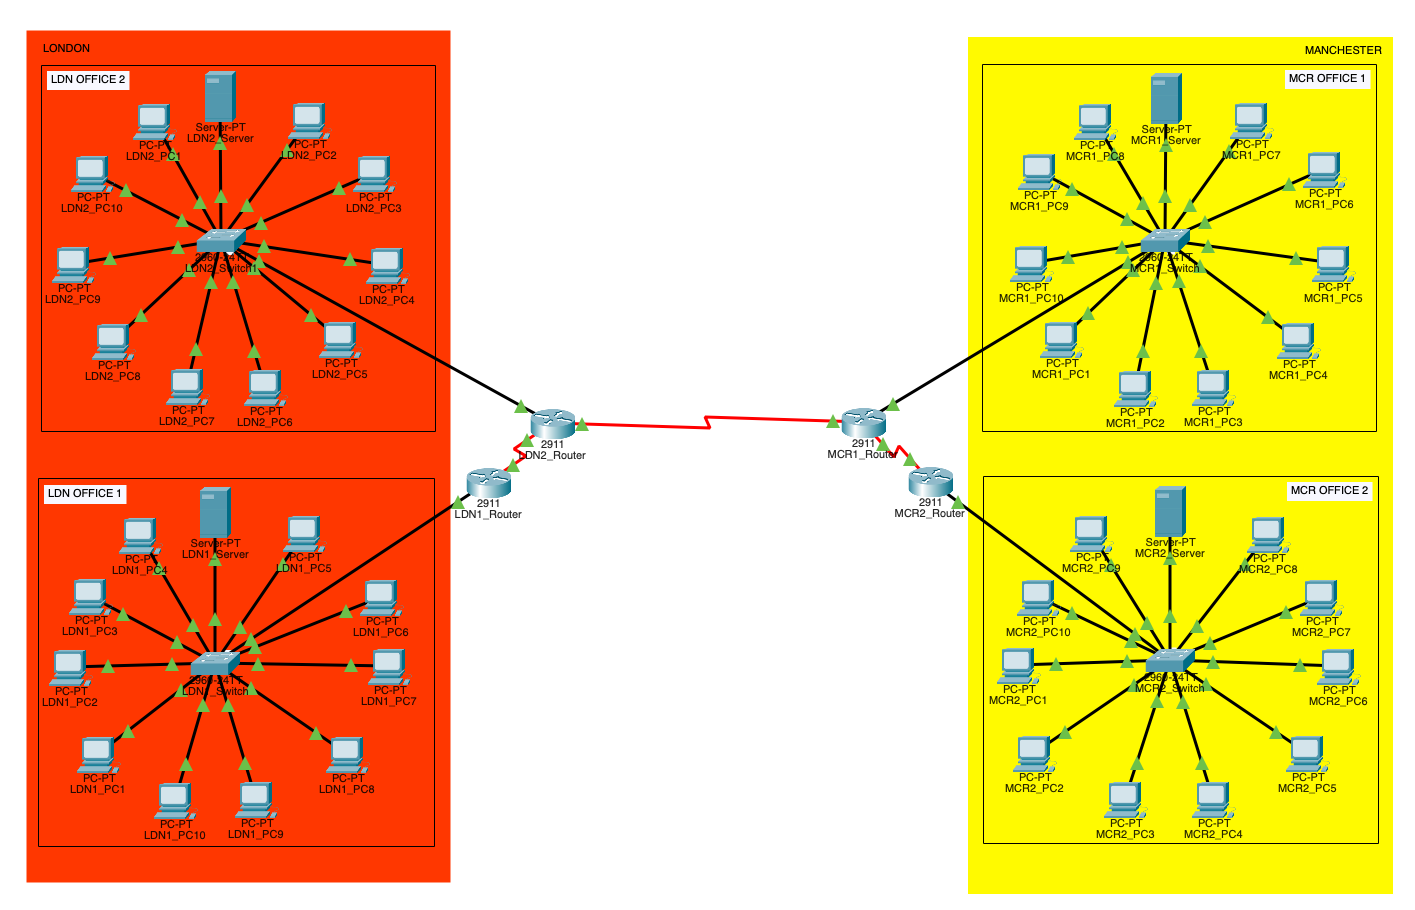 LONDON
LDN OFFICE 2
Server-PT
LDN2_Server
PC-PT
LDN2_PC1
PC-PT
LDN2_PC2
PC-PT
LDN2_PC10
PC-PT
LDN2_PC3
2960-24TT
LDN2_Switch1
PC-PT
LDN2_PC9
PC-PT
LDN2_PC4
PC-PT
LDN2_PC8
PC-PT
LDN2_PC5
PC-PT
LDN2_PC7
PC-PT
LDN2_PC6
2911
LDN2_Router
LDN OFFICE 1
2911
LDN1_Router
Server-PT
LDN1_Server
PC-PT
LDN1_PC4
PC-PT
LDN1_PC5
PC-PT
LDN1_PC3
PC-PT
LDN1_PC6
2960-24TT
LDN1_Switch
PC-PT
LDN1_PC2
PC-PT
LDN1_PC7
PC-PT
LDN1_PC1
PC-PT
LDN1_PC8
PC-PT
LDN1_PC10
PC-PT
LDN1_PC9
MANCHESTER
MCR OFFICE 1
Server-PT
MCR1_Server
PC-PT
MCR1_PC8
PC-PT
MCR1_PC7
PC-PT
MCR1_PC9
PC-PT
MCR1_PC6
2960-24TT
MCR1_Switch
PC-PT
MCR1_PC10
PC-PT
MCR1_PC5
PC-PT
MCR1_PC1
PC-PT
MCR1_PC4
PC-PT
MCR1_PC2
PC-PT
MCR1_PC3
2911
MCR1_Router
2911
MCR2_Router
MCR OFFICE 2
Server-PT
MCR2_Server
PC-PT
MCR2_PC9
PC-PT
MCR2_PC8
PC-PT
MCR2_PC10
PC-PT
MCR2_PC7
2960-24TT
MCR2_Switch
PC-PT
MCR2_PC1
PC-PT
MCR2_PC6
PC-PT
MCR2_PC2
PC-PT
MCR2_PC5
PC-PT
MCR2_PC3
PC-PT
MCR2_PC4